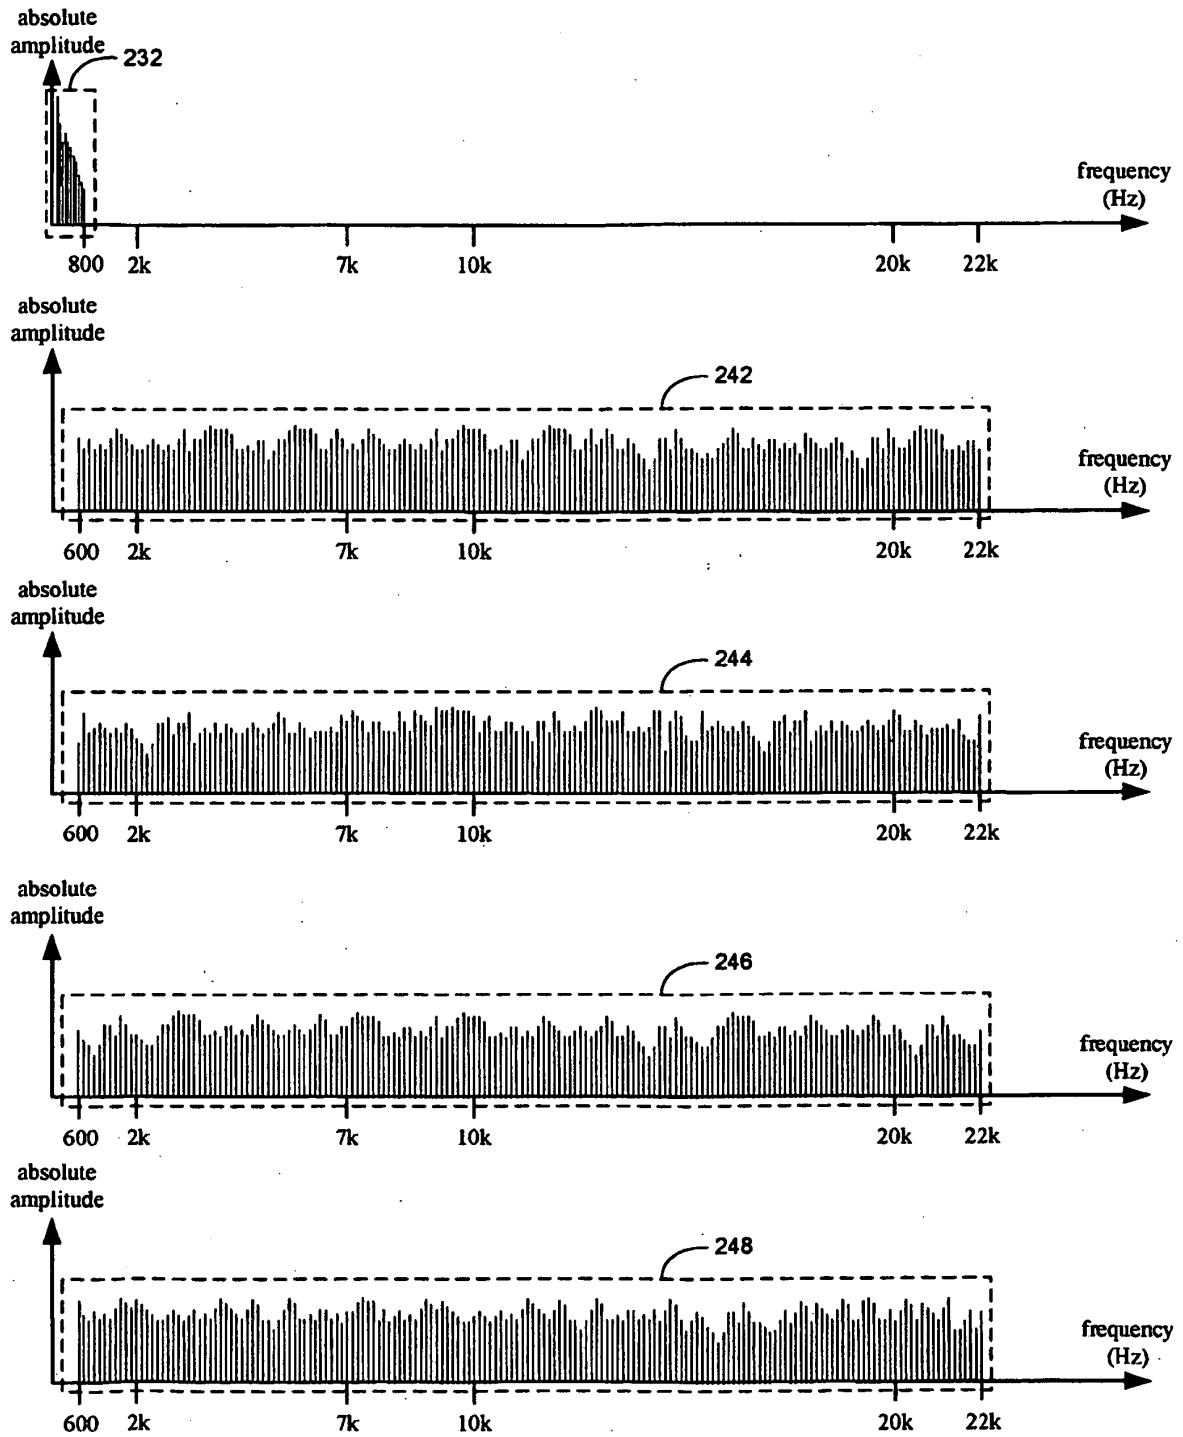 absolute
amplitude
232
frequency
(Hz)
800 2k 7k 10k 20k 22k
absolute
amplitude
242
frequency
(Hz)
600 2k 7k 10k 20k 22k
absolute
amplitude
244
frequency
(Hz)
600 2k 7k 10k 20k 22k
absolute
amplitude
246
frequency
(Hz)
600 2k 7k 10k 20k 22k
absolute
amplitude
248
frequency
(Hz)
600 2k 7k 10k 20k 22k